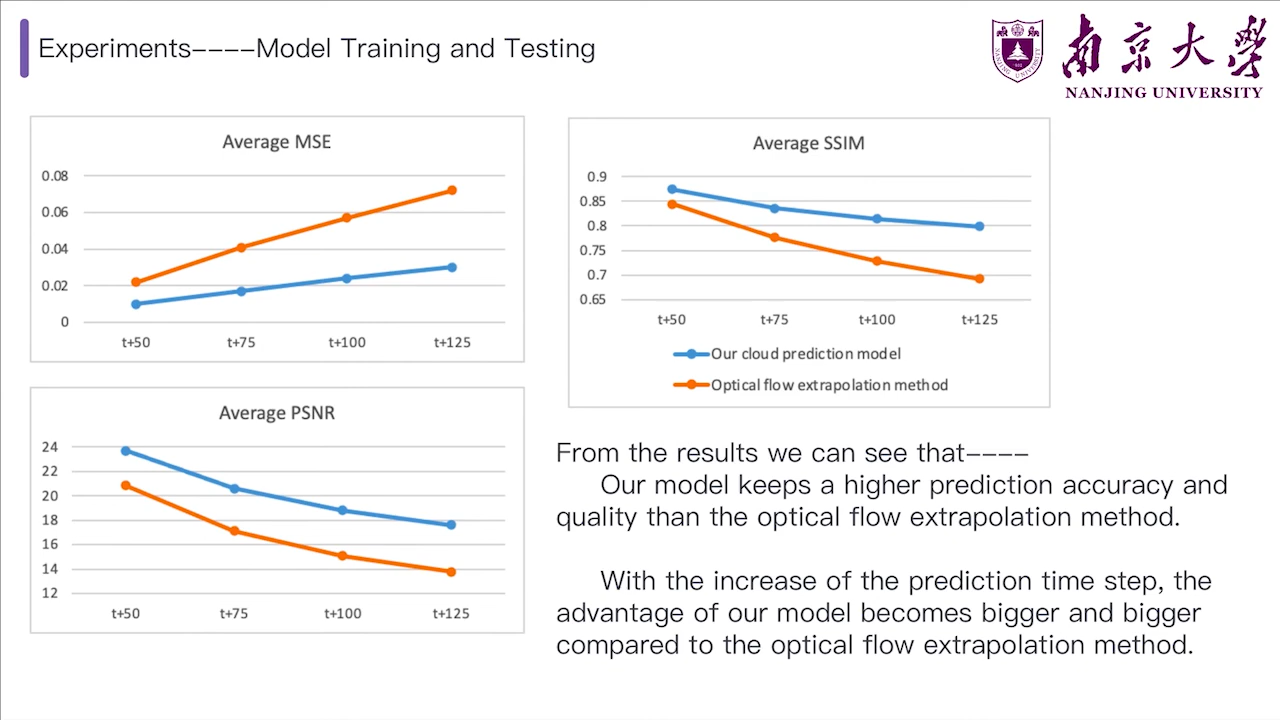 Experiments----Model Training and Testing
南京大學
NANJING UNIVERSITY
Average MSE
0.08
0.06
0.04
0.02
0
t+50 t+75 t+100 t+125
Average SSIM
0.9
0.85
0.8
0.75
0.7
0.65
t+50 t+75 t+100 t+125
Our cloud prediction model
Optical flow extrapolation method
Average PSNR
24
22
20
18
16
14
12
t+50 t+75 t+100 t+125
From the results we can see that----
Our model keeps a higher prediction accuracy and
quality than the optical flow extrapolation method.
With the increase of the prediction time step, the
advantage of our model becomes bigger and bigger
compared to the optical flow extrapolation method.